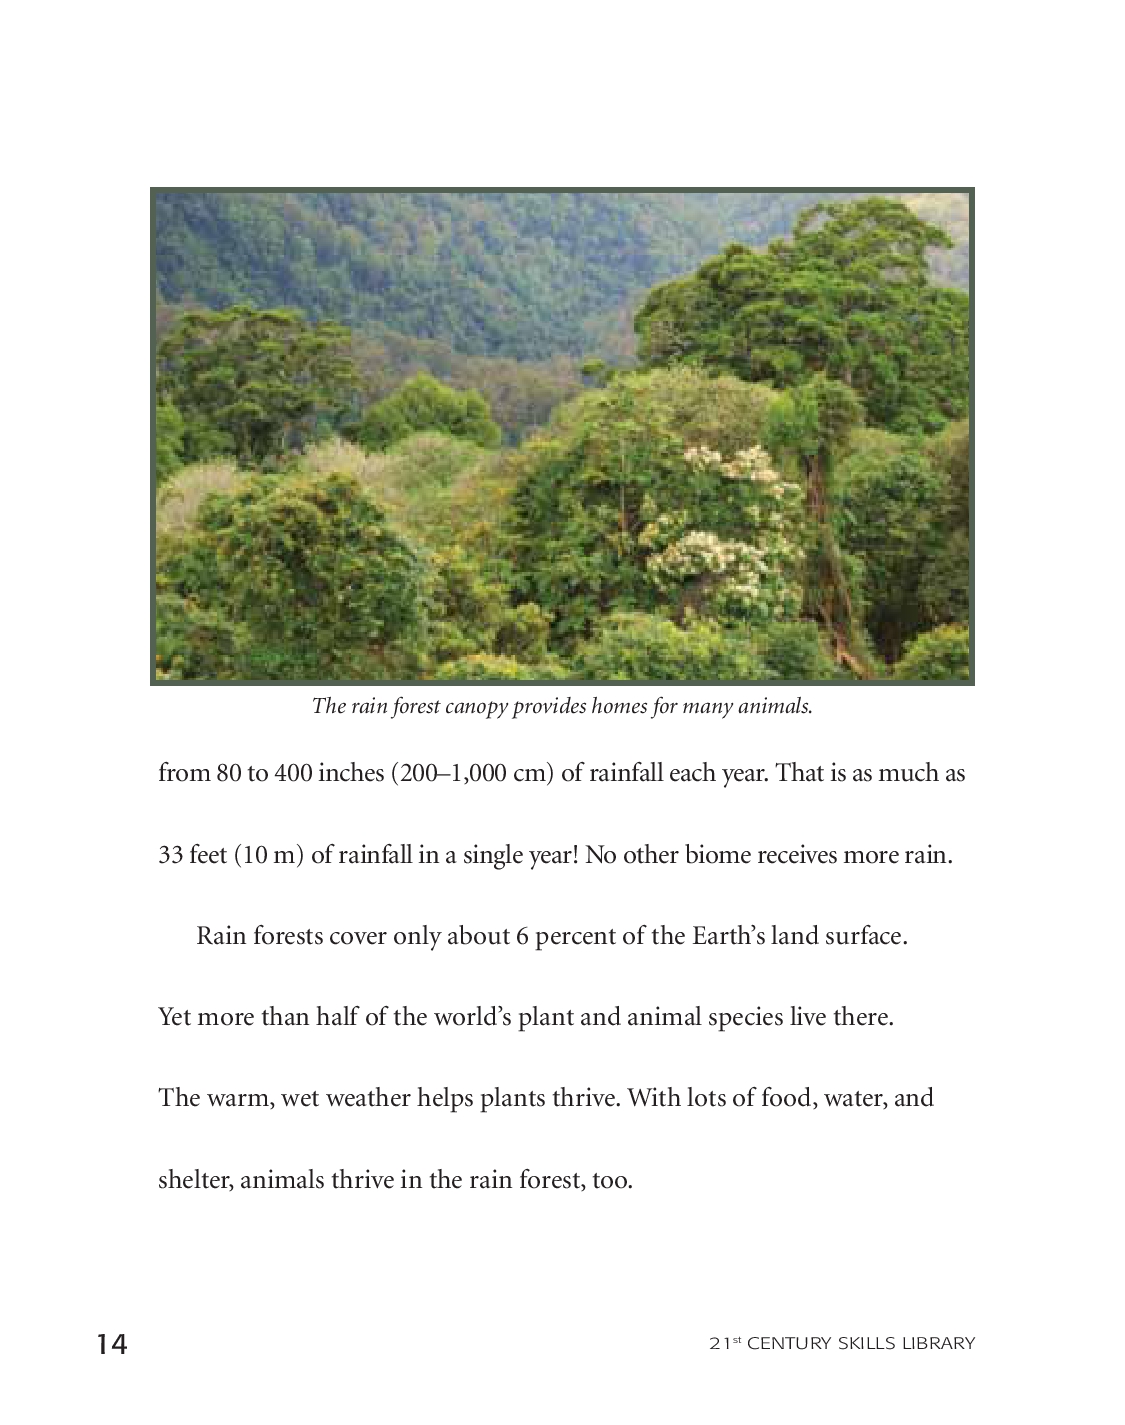 The rain forest canopy provides homes for many animals.
from 80 to 400 inches (200–1,000 cm) of rainfall each year. That is as much as
33 feet (10 m) of rainfall in a single year! No other biome receives more rain.
Rain forests cover only about 6 percent of the Earth’s land surface.
Yet more than half of the world’s plant and animal species live there.
The warm, wet weather helps plants thrive. With lots of food, water, and
shelter, animals thrive in the rain forest, too.
14
21st CENTURY SKILLS LIBRARY